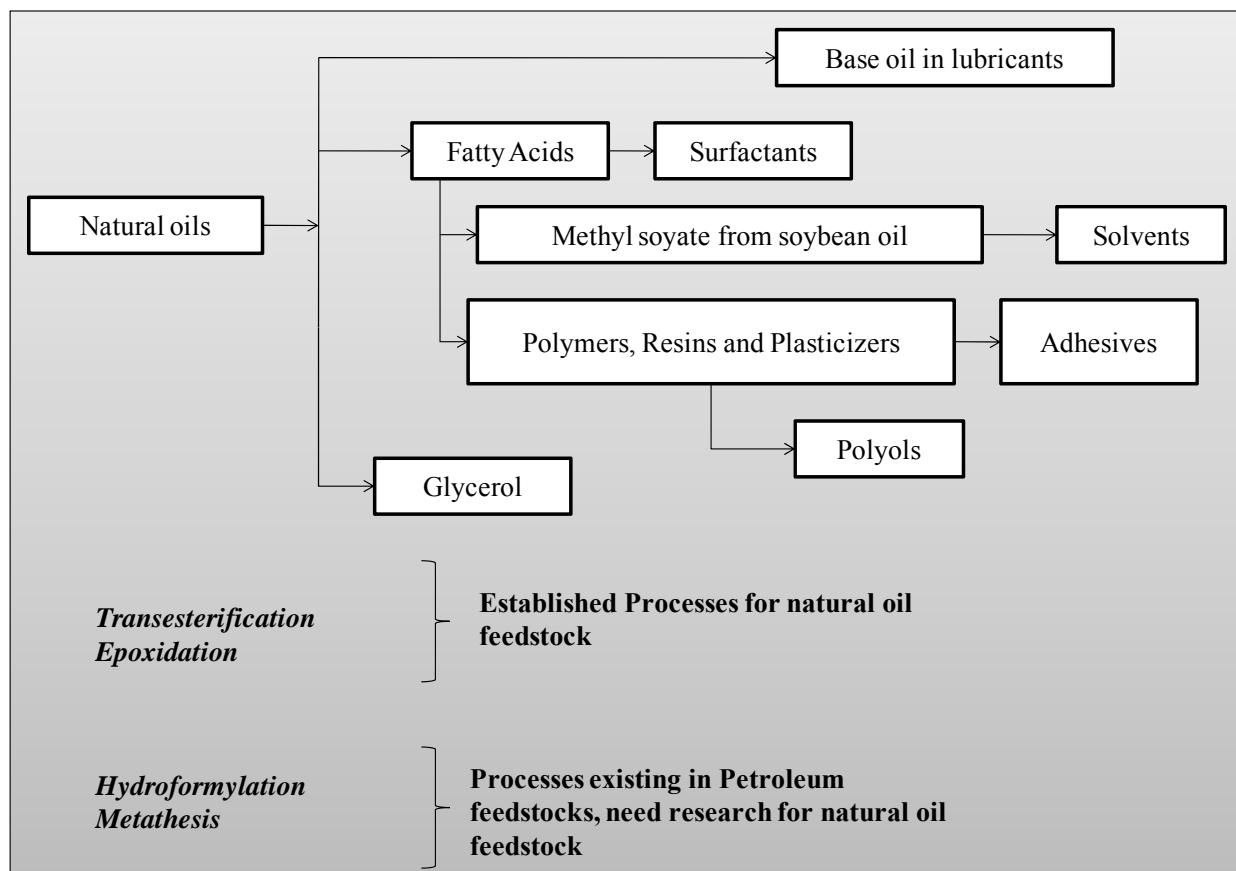 Base oil in lubricants
Fatty Acids
Surfactants
Natural oils
Methyl soyate from soybean oil
Solvents
Polymers, Resins and Plasticizers
Adhesives
Polyols
Glycerol
Transesterification
Epoxidation
Established Processes for natural oil
feedstock
Hydroformylation
Metathesis
Processes existing in Petroleum
feedstocks, need research for natural oil
feedstock